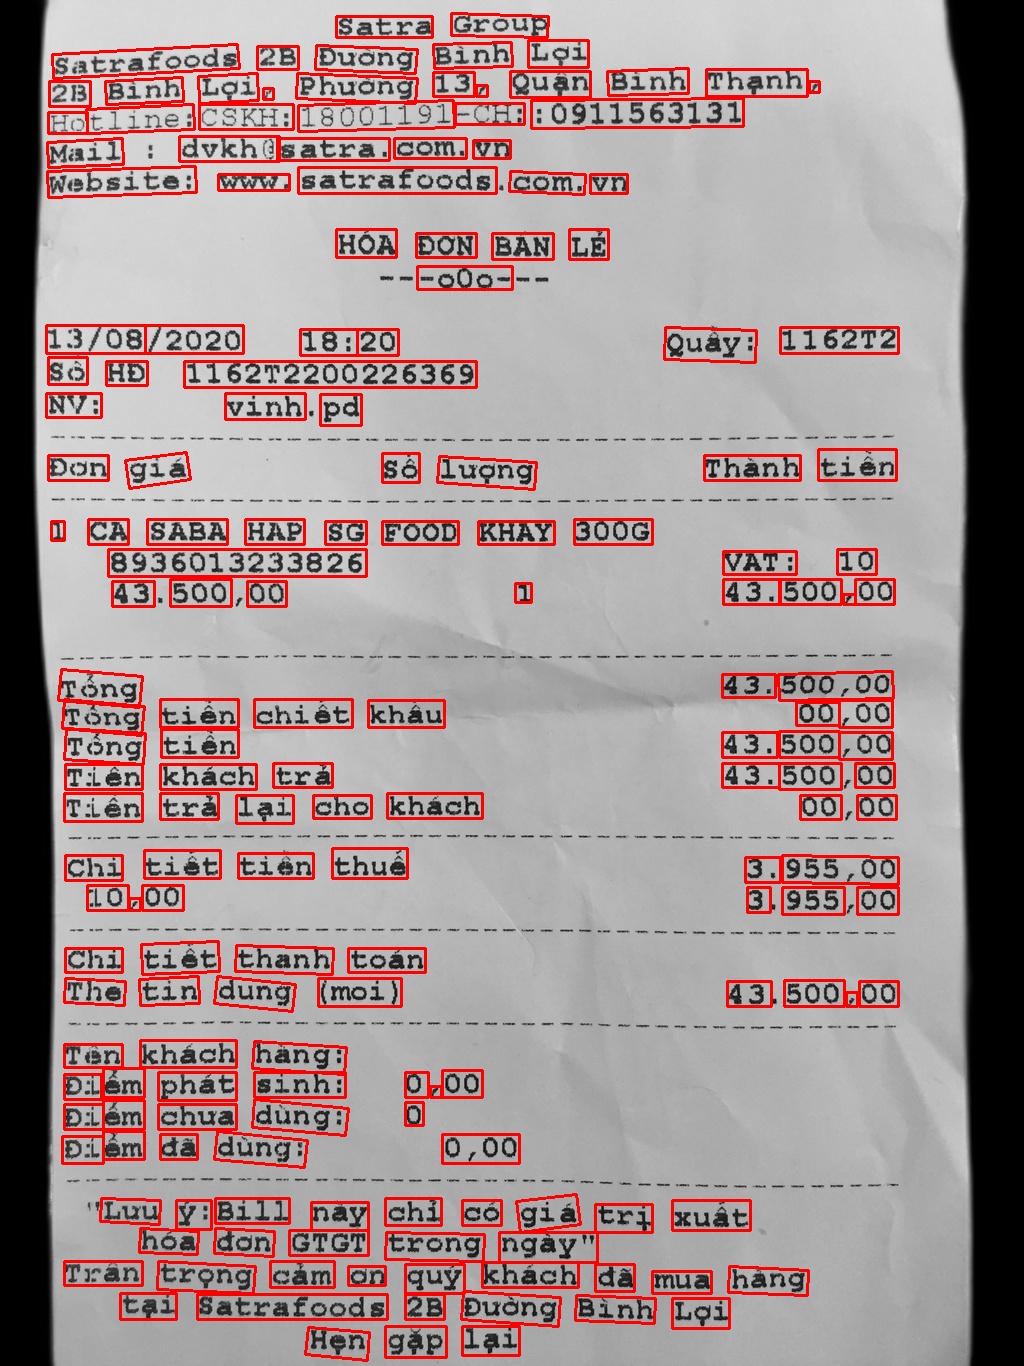 Satra Group
Satrafoods 2B Đường Bình Lợi
2B Bình Lợi, Phường 13, Quận Bình Thạnh,
Hotline:CSKH:18001191-CH::0911563131
Mail : dvkh@satra.com.vn
Website: www.satrafoods.com.vn
HÓA ĐƠN BÁN LẺ
---oOo---
13/08/2020 18:20 Quầy: 1162T2
Số HĐ 1162T2200226369
NV: vinh.pd
Đơn giá Số lượng Thành tiền
1 CA SABA HAP SG FOOD KHAY 300G
8936013233826 VAT: 10
43.500,00 1 43.500,00
Tổng 43.500,00
Tổng tiền chiết khấu 00,00
Tổng tiền 43.500,00
Tiền khách trả 43.500,00
Tiền trả lại cho khách 00,00
Chi tiết tiền thuế 3.955,00
10,00 3.955,00
Chi tiết thanh toán
The tin dung (moi) 43.500,00
Tên khách hàng:
Điểm phát sinh: 0,00
Điểm chưa dùng: 0
Điểm đã dùng: 0,00
"Lưu ý:Bill này chỉ có giá trị xuất
hóa đơn GTGT trong ngày"
Trân trọng cảm ơn quý khách đã mua hàng
tại Satrafoods 2B Đường Bình Lợi
Hẹn gặp lại